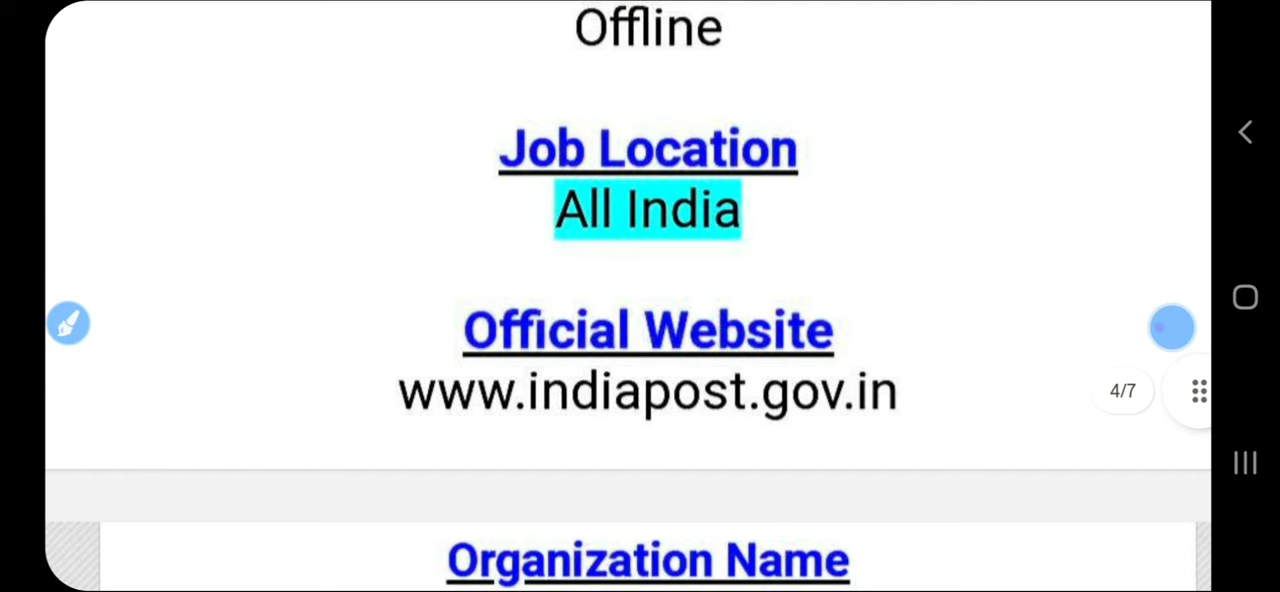 Offline
Job Location
All India
Official Website
www.indiapost.gov.in
4/7
Organization Name